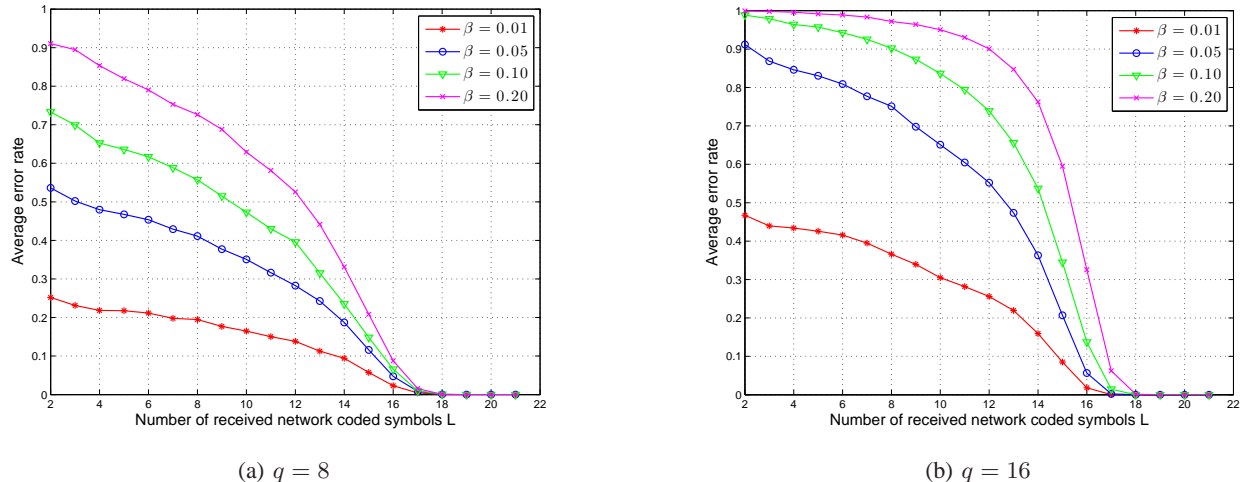 1
0.9
0.8
0.7
0.6
0.5
0.4
0.3
0.2
0.1
0
2 4 6 8 10 12 14 16 18 20 22
Average error rate
Number of received network coded symbols L
β = 0.01
β = 0.05
β = 0.10
β = 0.20
(a) q = 8
1
0.9
0.8
0.7
0.6
0.5
0.4
0.3
0.2
0.1
0
2 4 6 8 10 12 14 16 18 20 22
Average error rate
Number of received network coded symbols L
β = 0.01
β = 0.05
β = 0.10
β = 0.20
(b) q = 16